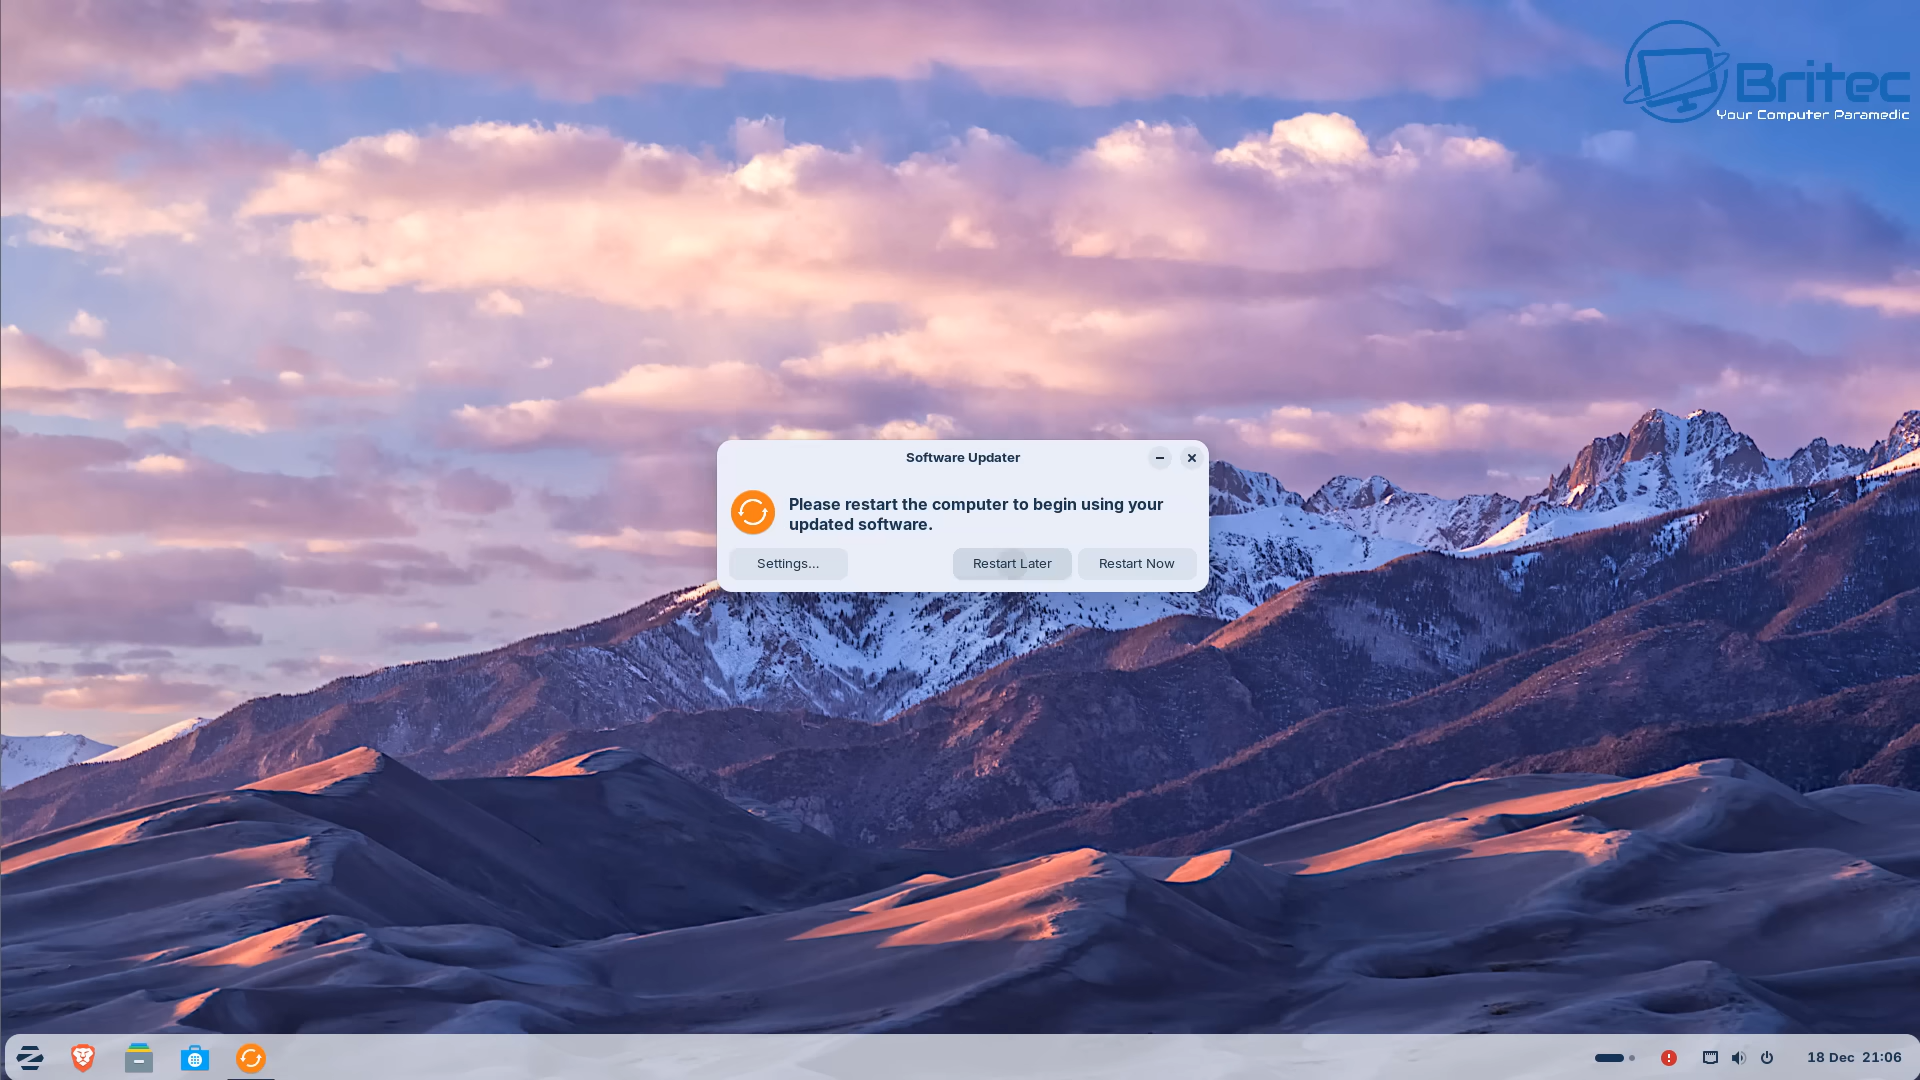 Britec
Your Computer Paramedic
Software Updater
Please restart the computer to begin using your
updated software.
Settings...
Restart Later
Restart Now
18 Dec 21:06